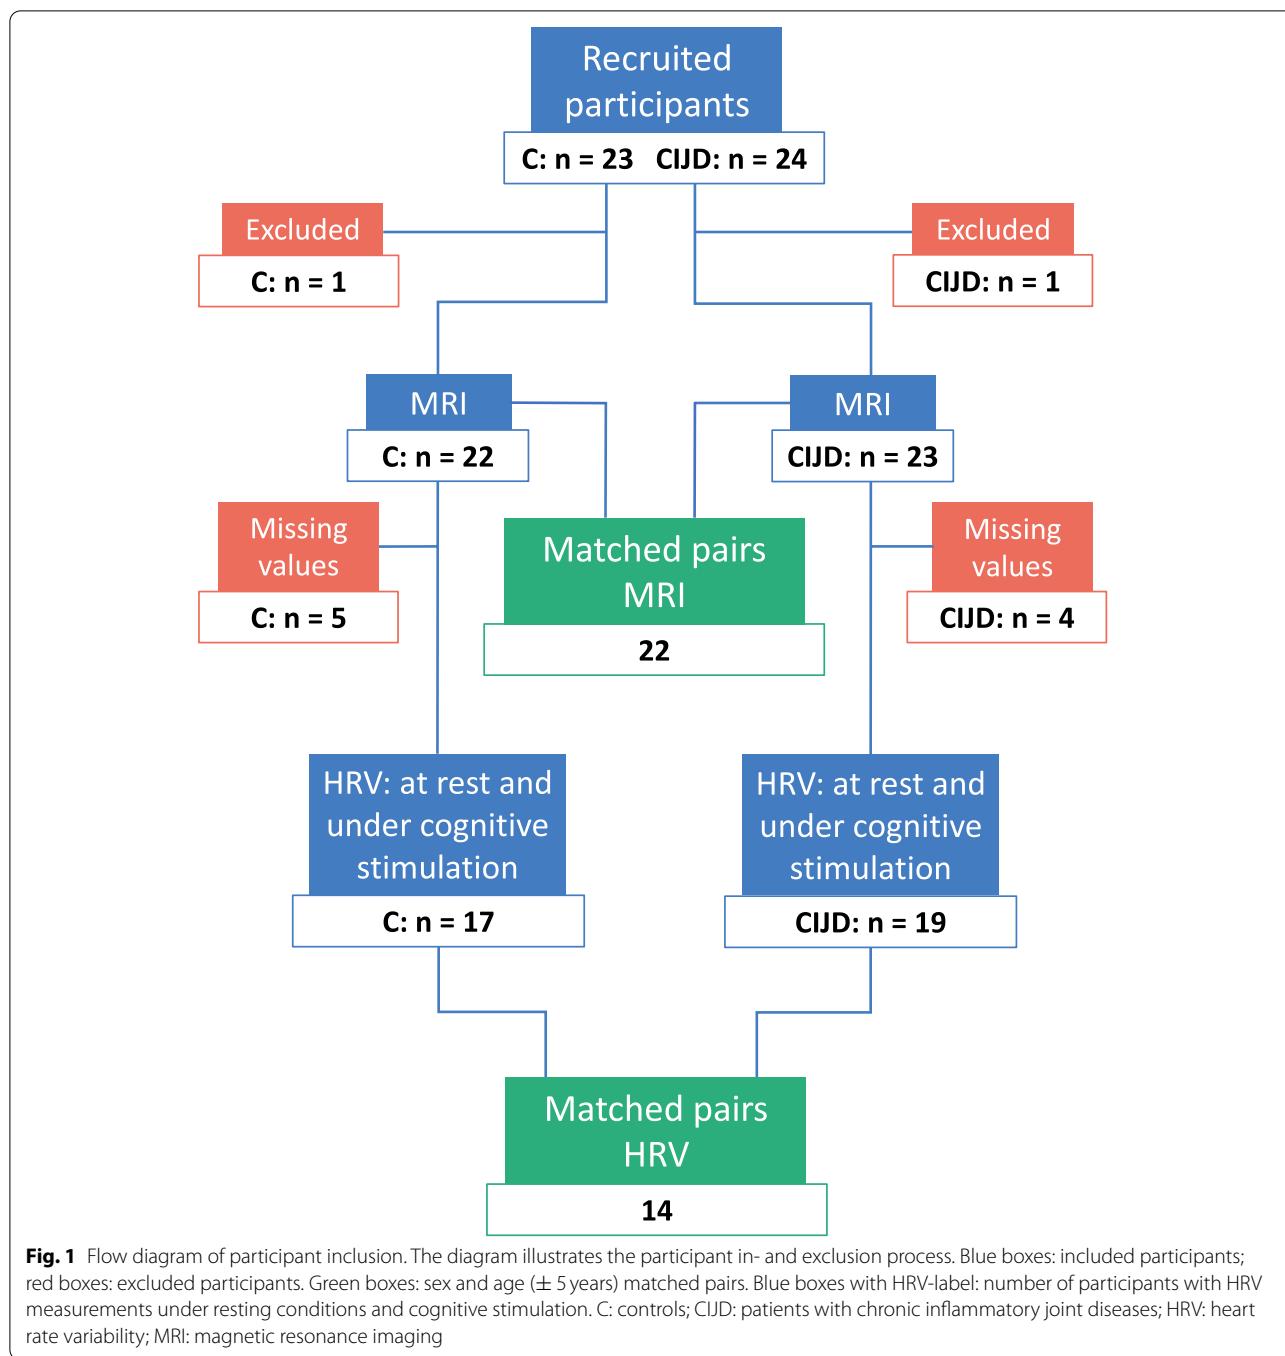 Recruited
participants
C: n = 23 CIJD: n = 24
Excluded
C: n = 1
Excluded
CIJD: n = 1
MRI
C: n = 22
MRI
CIJD: n = 23
Missing
values
C: n = 5
Matched pairs
MRI
22
Missing
values
CIJD: n = 4
HRV: at rest and
under cognitive
stimulation
C: n = 17
HRV: at rest and
under cognitive
stimulation
CIJD: n = 19
Matched pairs
HRV
14
Fig. 1 Flow diagram of participant inclusion. The diagram illustrates the participant in- and exclusion process. Blue boxes: included participants;
red boxes: excluded participants. Green boxes: sex and age (± 5 years) matched pairs. Blue boxes with HRV-label: number of participants with HRV
measurements under resting conditions and cognitive stimulation. C: controls; CIJD: patients with chronic inflammatory joint diseases; HRV: heart
rate variability; MRI: magnetic resonance imaging